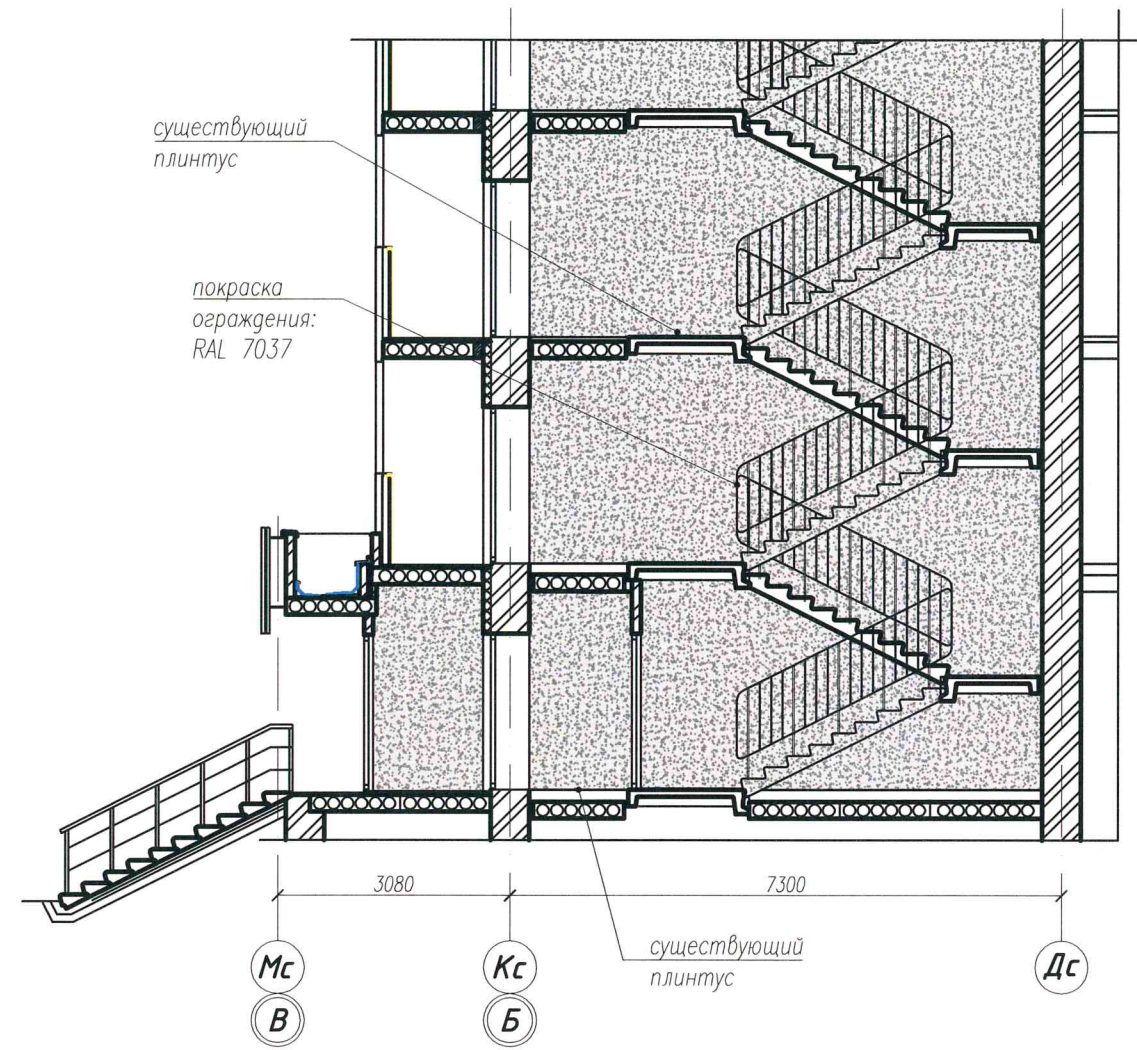 существующий
плинтус
покраска
ограждения:
RAL 7037
3080
7300
существующий
плинтус
Мс
Кс
Дс
В
Б